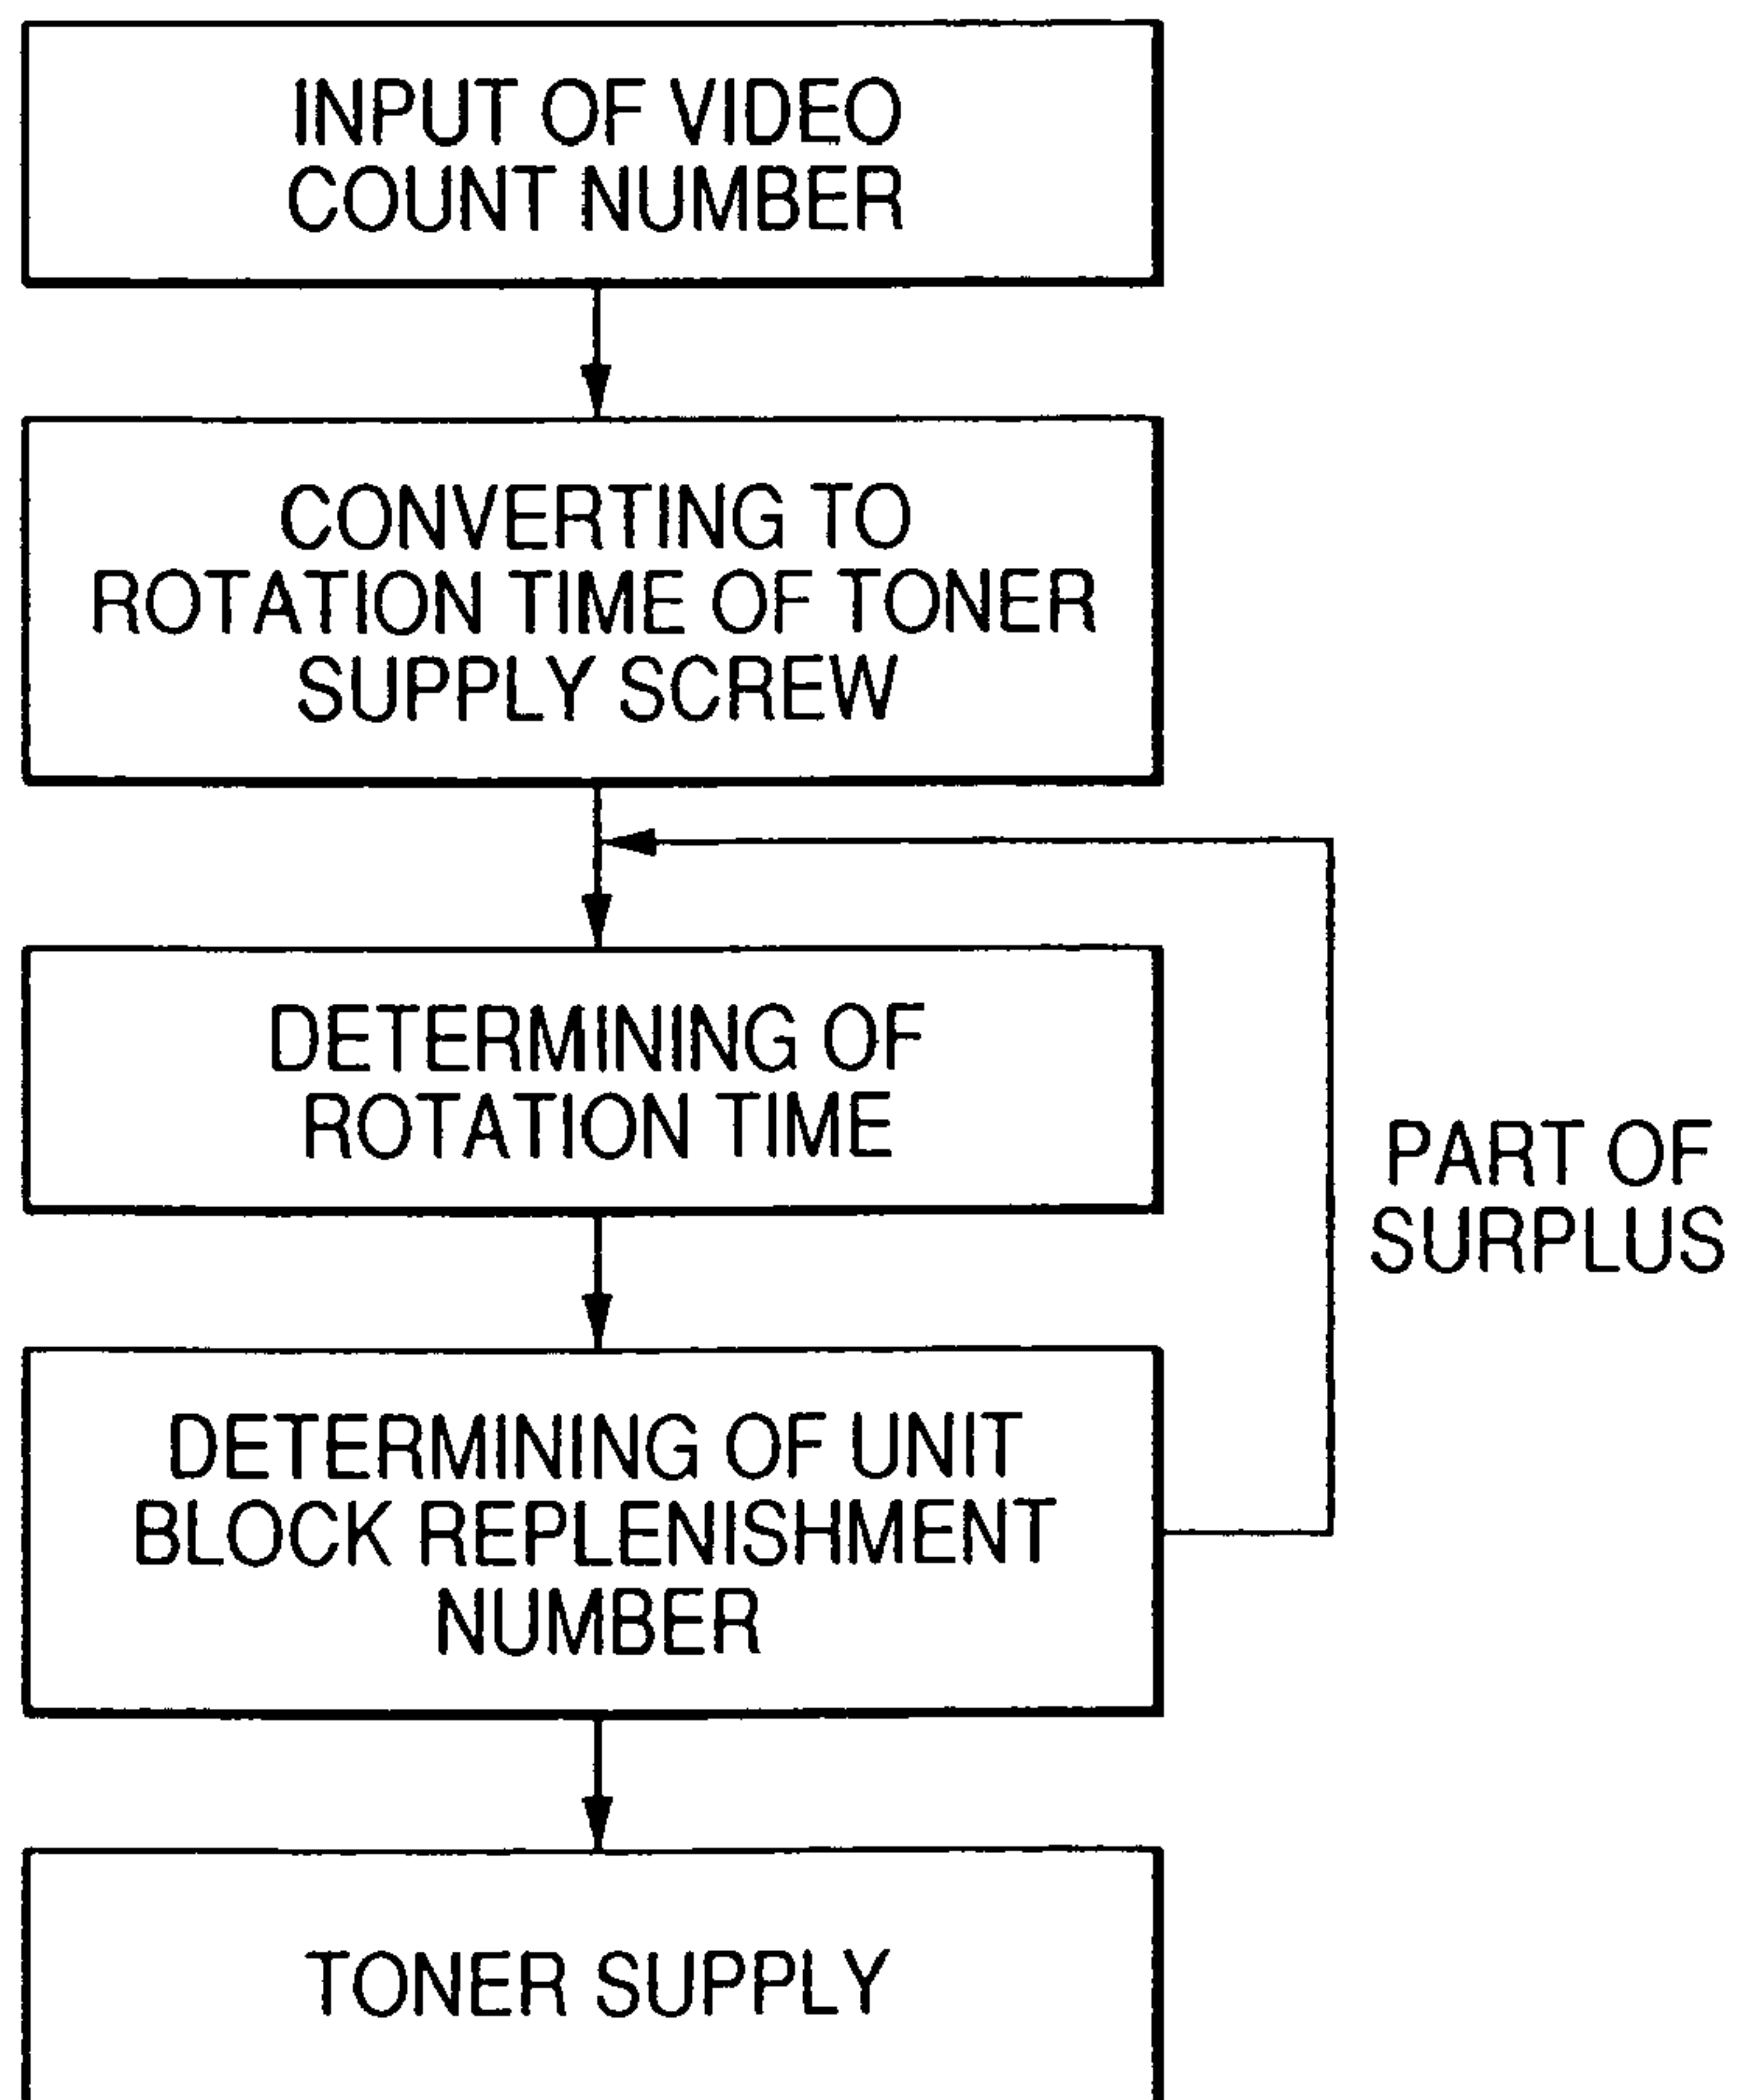 INPUT OF VIDEO
COUNT NUMBER
CONVERTING TO
ROTATION TIME OF TONER
SUPPLY SCREW
DETERMINING OF
ROTATION TIME
PART OF
SURPLUS
DETERMINING OF UNIT
BLOCK REPLENISHMENT
NUMBER
TONER SUPPLY